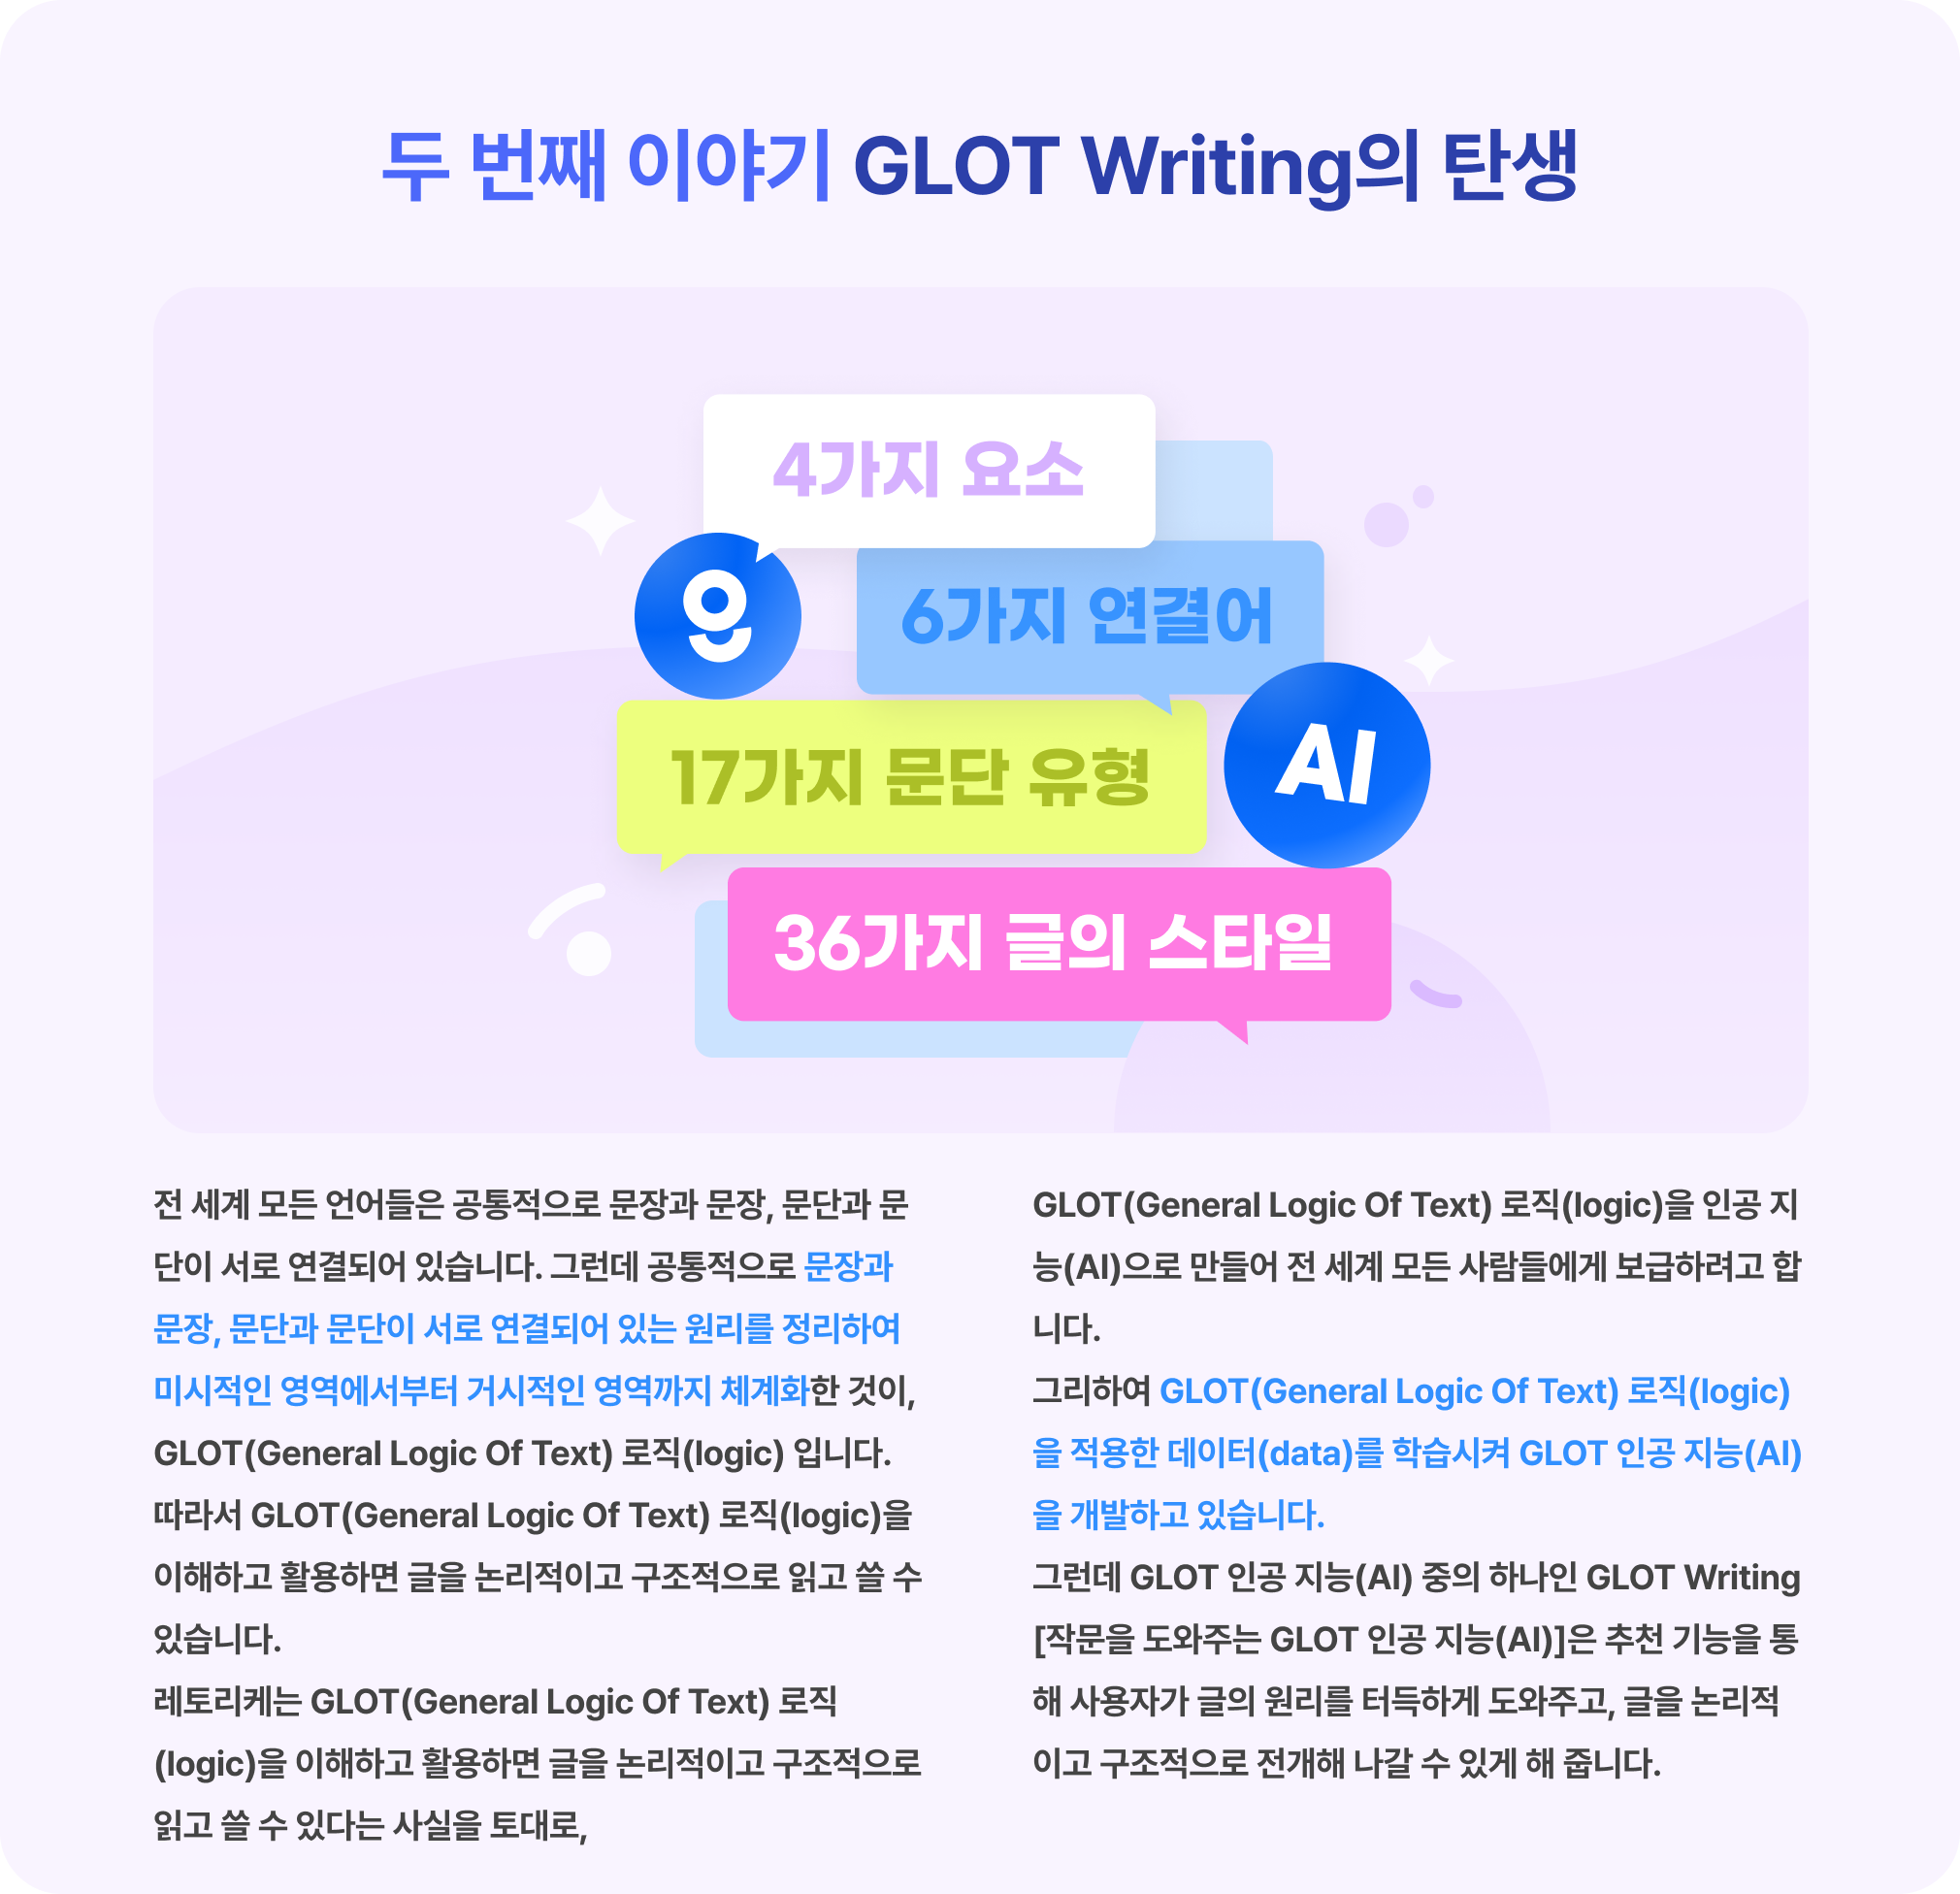 두 번째 이야기 GLOT Writing의 탄생
4가지 요소
g
6가지 연결어
17가지 문단 유형
AI
36가지 글의 스타일
전 세계 모든 언어들은 공통적으로 문장과 문장, 문단과 문
단이 서로 연결되어 있습니다. 그런데 공통적으로 문장과
문장, 문단과 문단이 서로 연결되어 있는 원리를 정리하여
미시적인 영역에서부터 거시적인 영역까지 체계화한 것이,
GLOT(General Logic Of Text) 로직(logic) 입니다.
따라서 GLOT(General Logic Of Text) 로직(logic)을
이해하고 활용하면 글을 논리적이고 구조적으로 읽고 쓸 수
있습니다.
레토리케는 GLOT(General Logic Of Text) 로직
(logic)을 이해하고 활용하면 글을 논리적이고 구조적으로
읽고 쓸 수 있다는 사실을 토대로,
GLOT(General Logic Of Text) 로직(logic)을 인공 지
능(AI)으로 만들어 전 세계 모든 사람들에게 보급하려고 합
니다.
그리하여 GLOT(General Logic Of Text) 로직(logic)
을 적용한 데이터(data)를 학습시켜 GLOT 인공 지능(AI)
을 개발하고 있습니다.
그런데 GLOT 인공 지능(AI) 중의 하나인 GLOT Writing
[작문을 도와주는 GLOT 인공 지능(AI)]은 추천 기능을 통
해 사용자가 글의 원리를 터득하게 도와주고, 글을 논리적
이고 구조적으로 전개해 나갈 수 있게 해 줍니다.